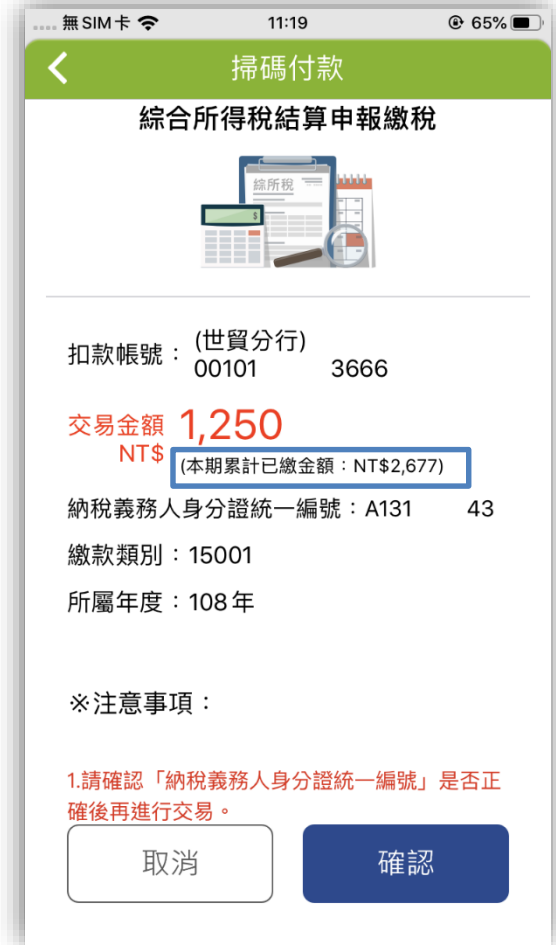 無SIM卡 11:19 65%
掃碼付款
綜合所得稅結算申報繳稅
綜所稅
$
扣款帳號：(世貿分行)
00101 3666
交易金額 1,250
NT$ (本期累計已繳金額：NT$2,677)
納稅義務人身分證統一編號：A131 43
繳款類別：15001
所屬年度：108年
※注意事項：
1.請確認「納稅義務人身分證統一編號」是否正
確後再進行交易。
取消 確認